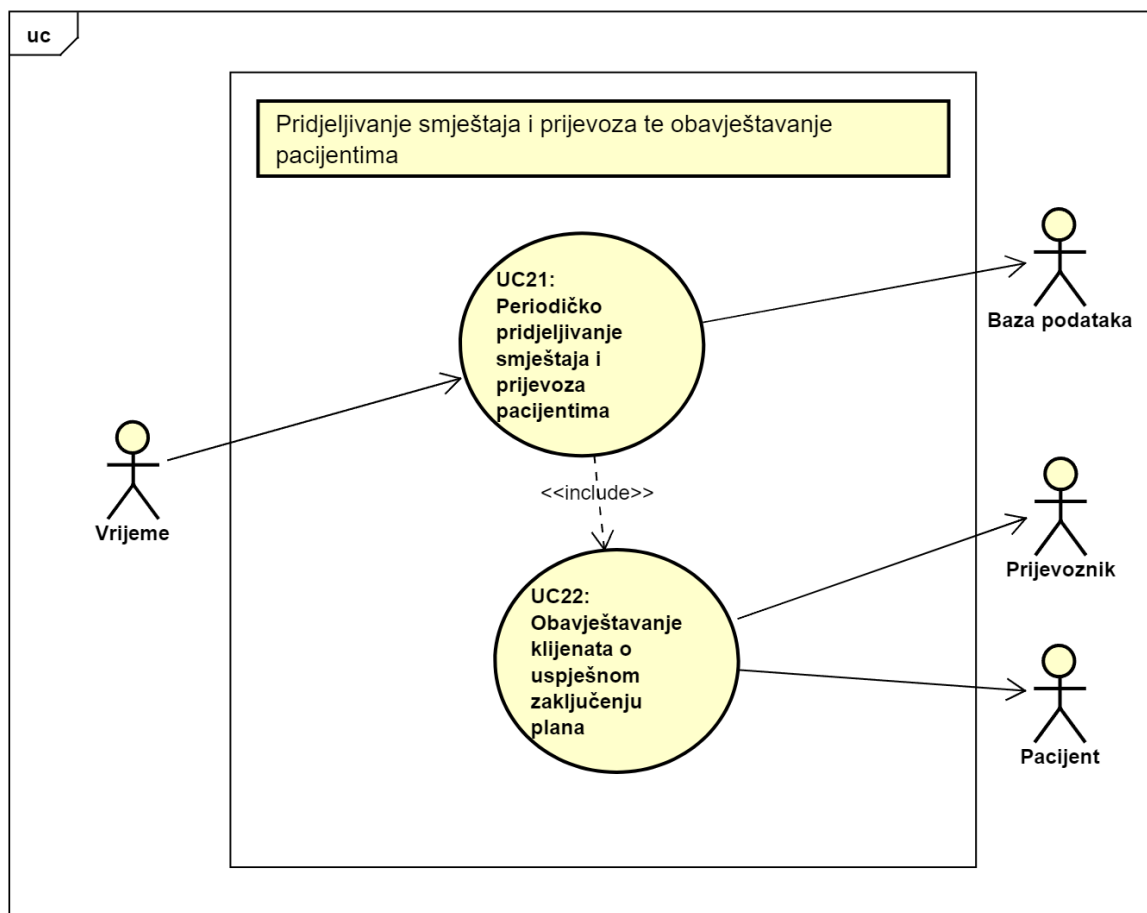 uc
Pridjeljivanje smještaja i prijevoza te obavještavanje
pacijentima
UC21:
Periodičko
pridjeljivanje
smještaja i
prijevoza
pacijentima
Baza podataka
Vrijeme
<<include>>
Prijevoznik
UC22:
Obavještavanje
klijenata o
uspješnom
zaključenju
plana
Pacijent